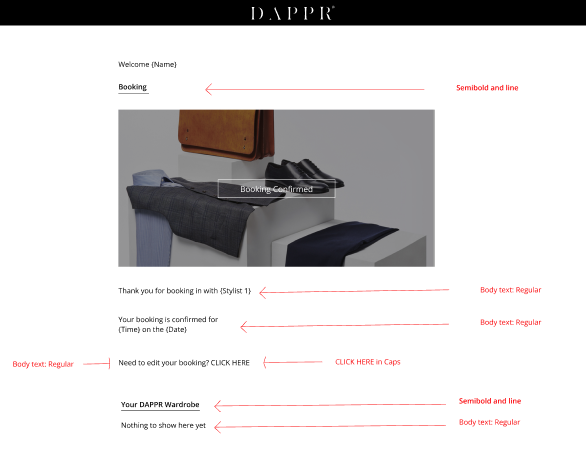 DAPPR®
Welcome {Name}
Booking
Semibold and line
Booking Confirmed
Thank you for booking in with {Stylist 1}
Body text: Regular
Your booking is confirmed for
{Time} on the {Date}
Body text: Regular
Body text: Regular
Need to edit your booking? CLICK HERE
CLICK HERE in Caps
Your DAPPR Wardrobe
Semibold and line
Nothing to show here yet
Body text: Regular